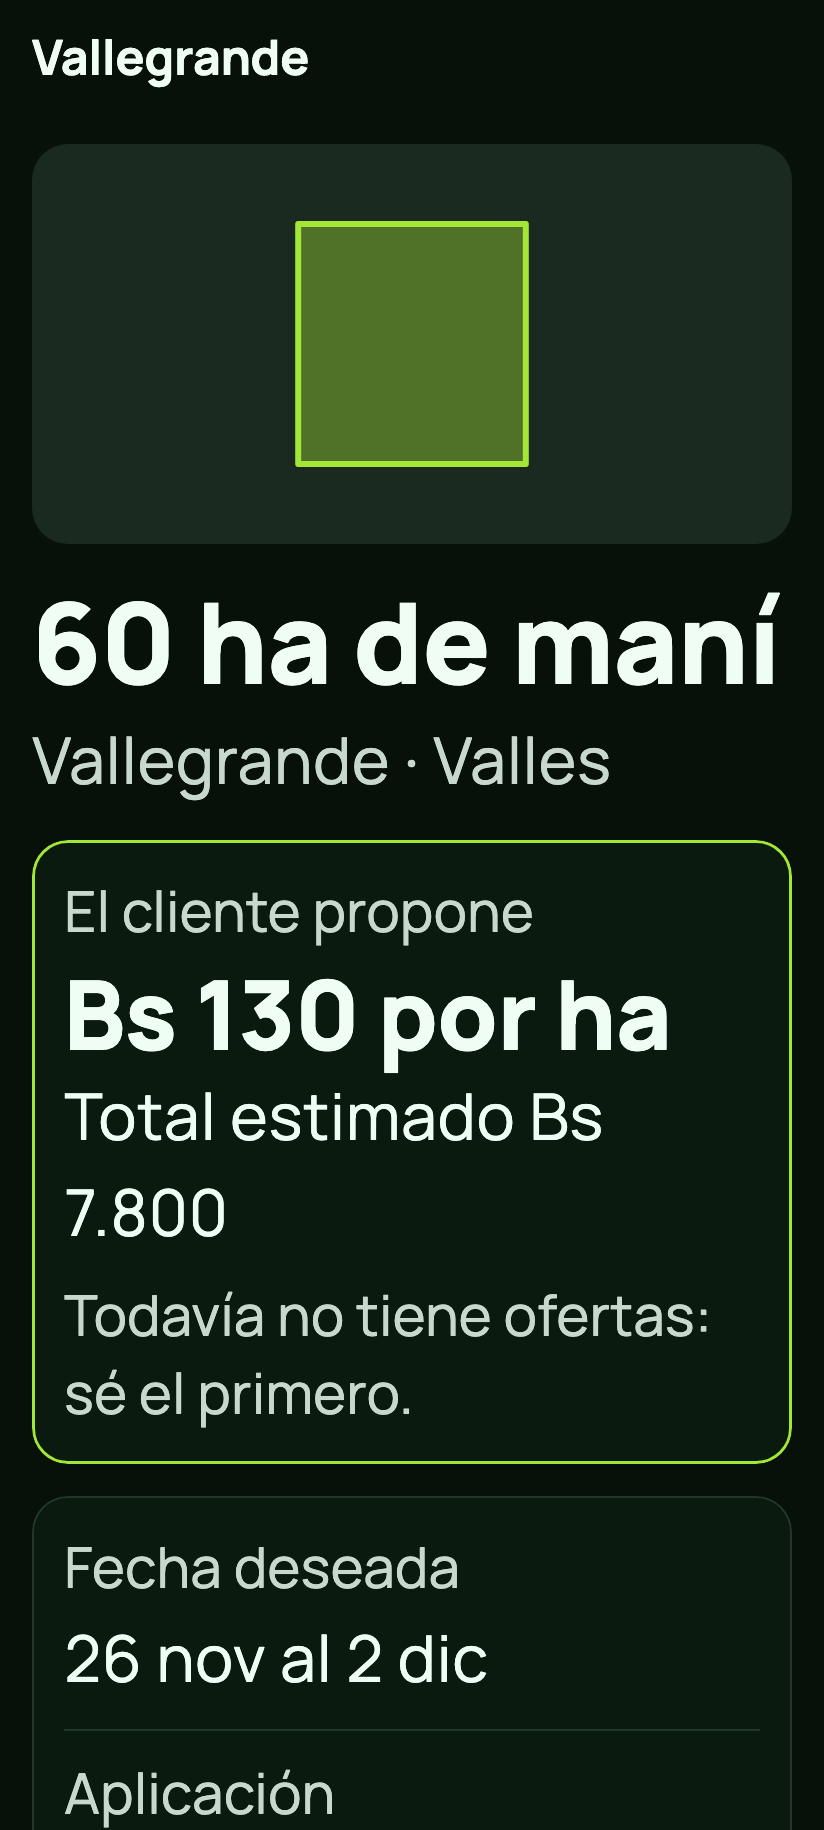 Vallegrande
60 ha de maní
Vallegrande · Valles
El cliente propone
Bs 130 por ha
Total estimado Bs
7.800
Todavía no tiene ofertas:
sé el primero.
Fecha deseada
26 nov al 2 dic
Aplicación